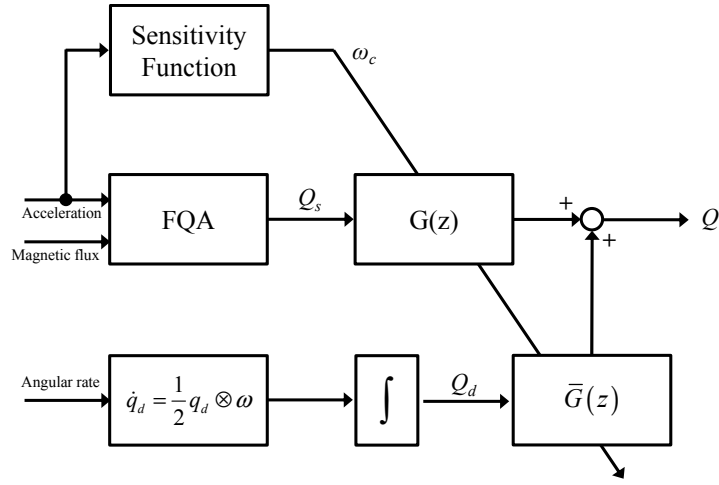 Sensitivity
Function
ω_c
Acceleration
Magnetic flux
FQA
Q_s
G(z)
+
+
Q
Angular rate
q̇_d = 1/2 q_d ⊗ ω
∫
Q_d
G̅(z)